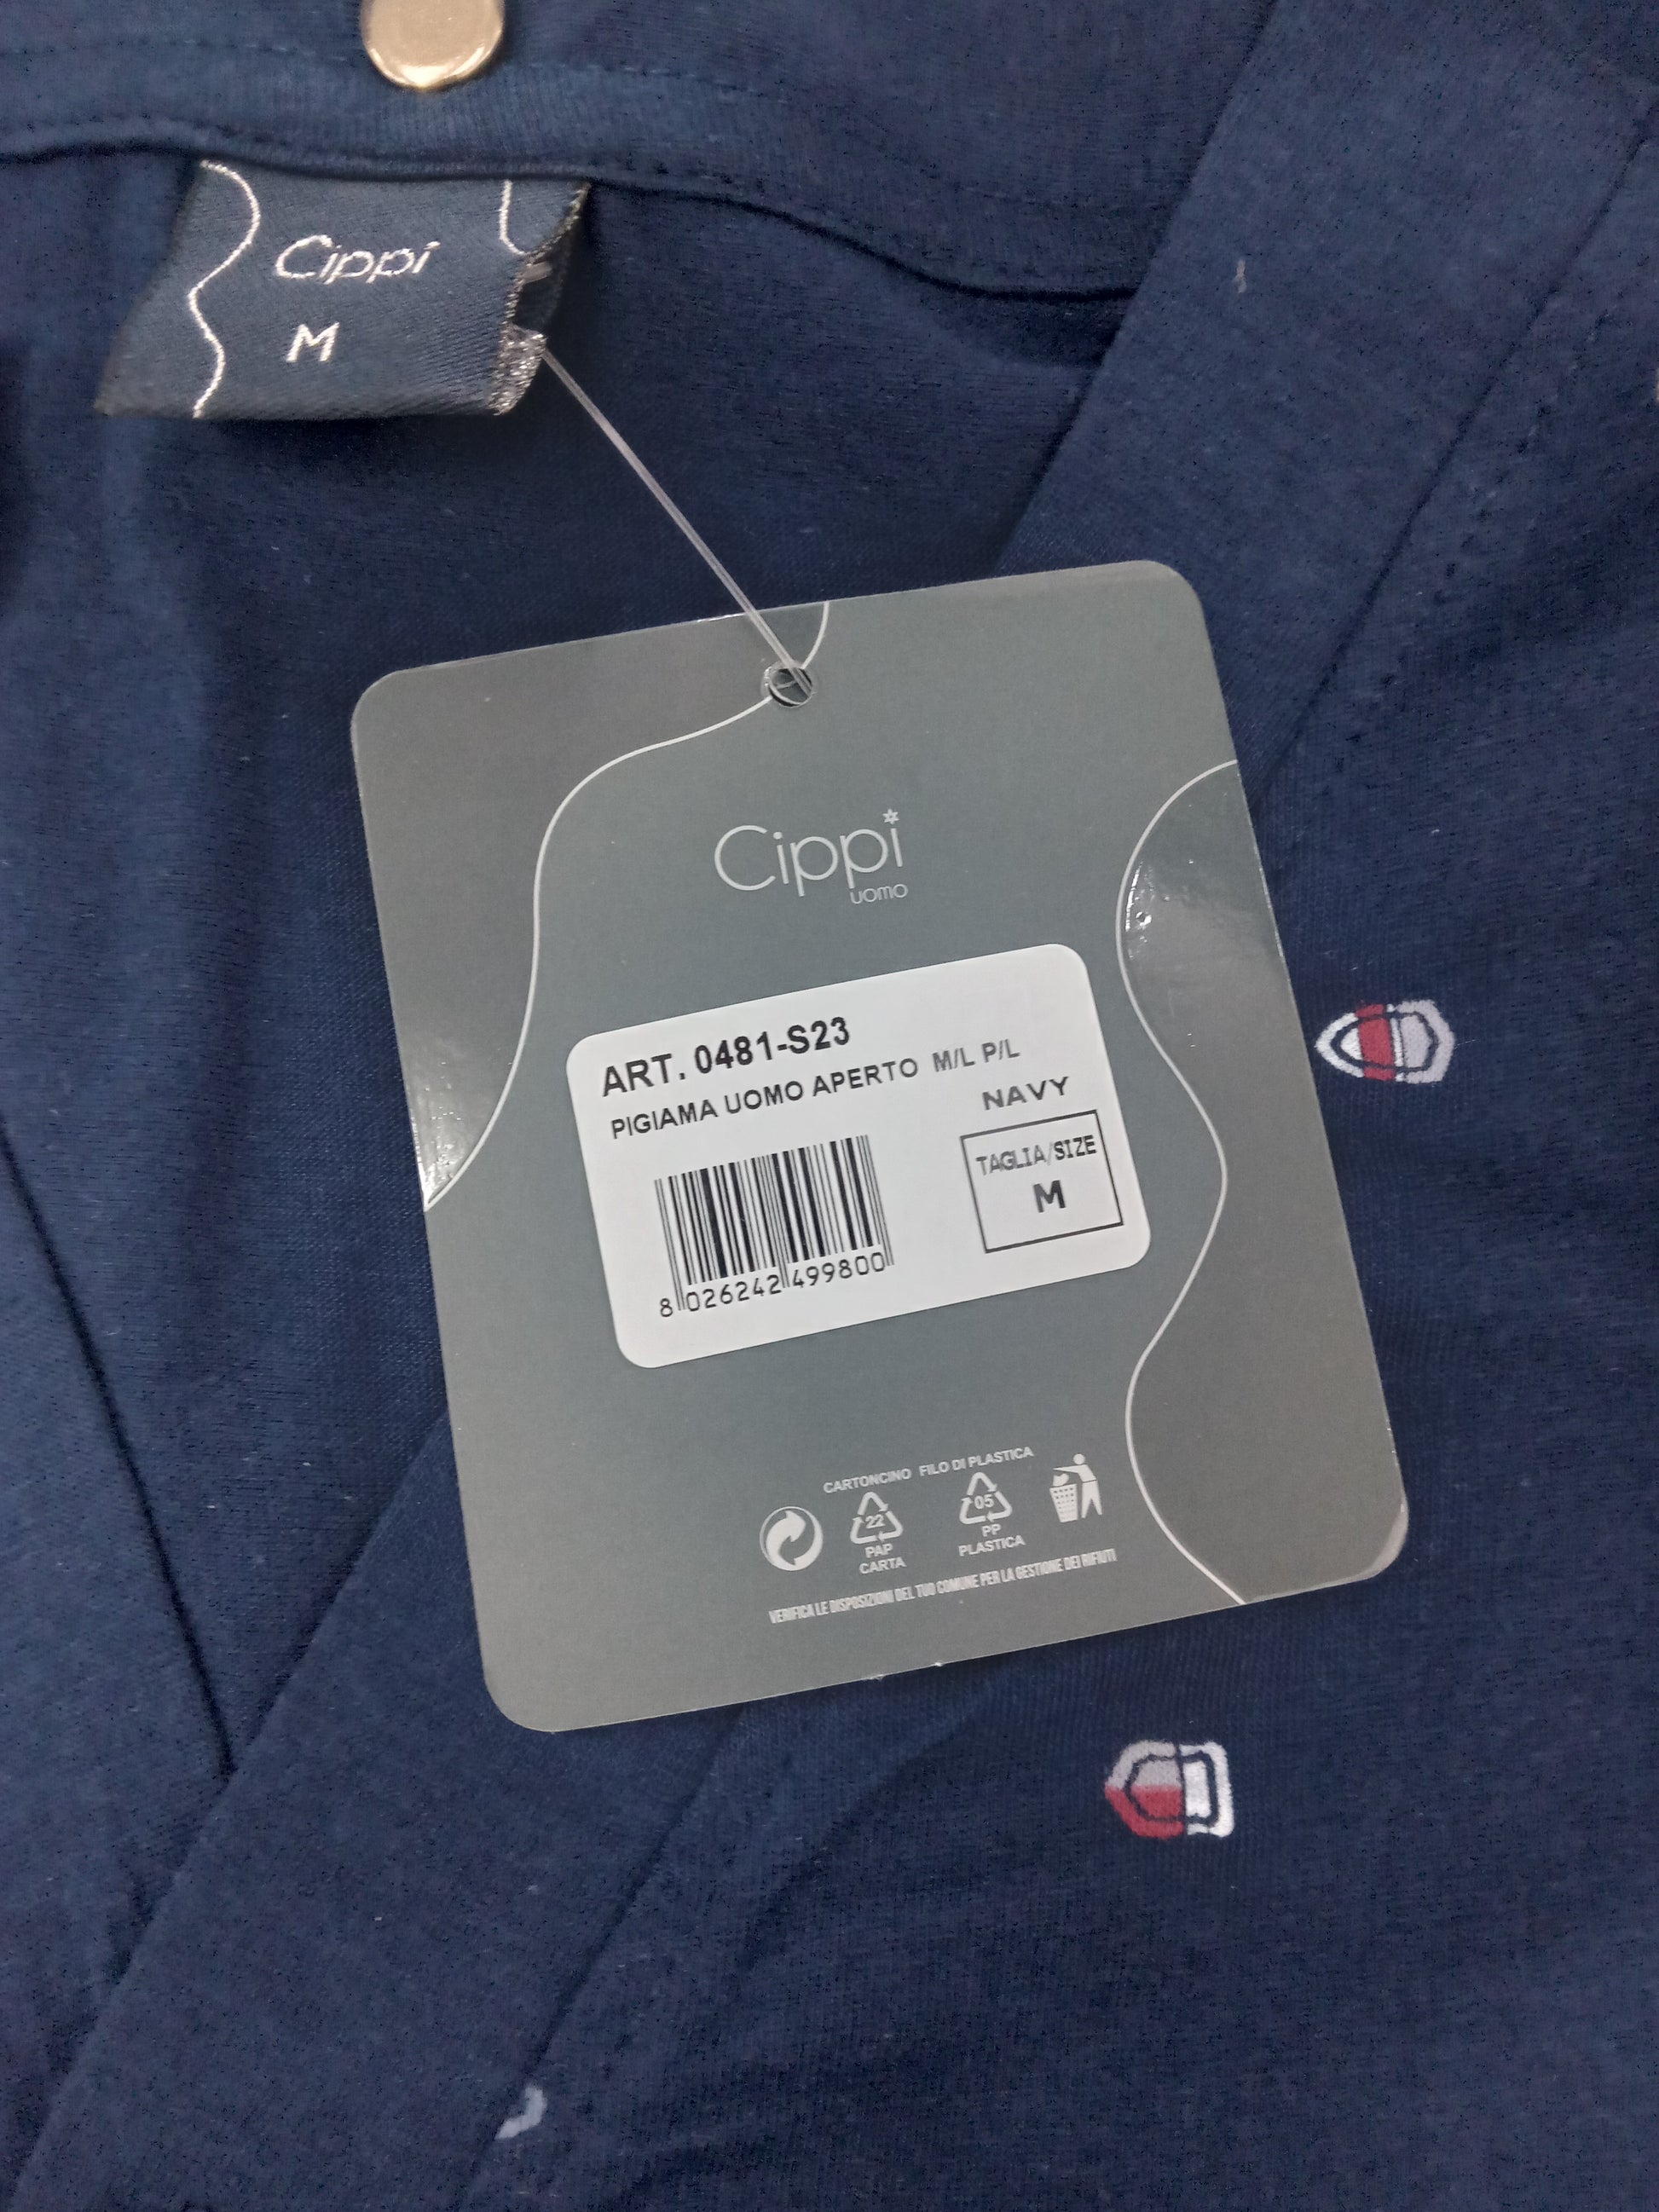 Cippi
M
Cippi
UOMO
ART. 0481-S23
PIGIAMA UOMO APERTO M/L P/L
NAVY
TAGLIA/SIZE
M
8 026242 499800
CARTONCINO FILO DI PLASTICA
22 05
PAP PP
CARTA PLASTICA
VERIFICA LE DISPOSIZIONI DEL TUO COMUNE PER LA GESTIONE DEI RIFIUTI